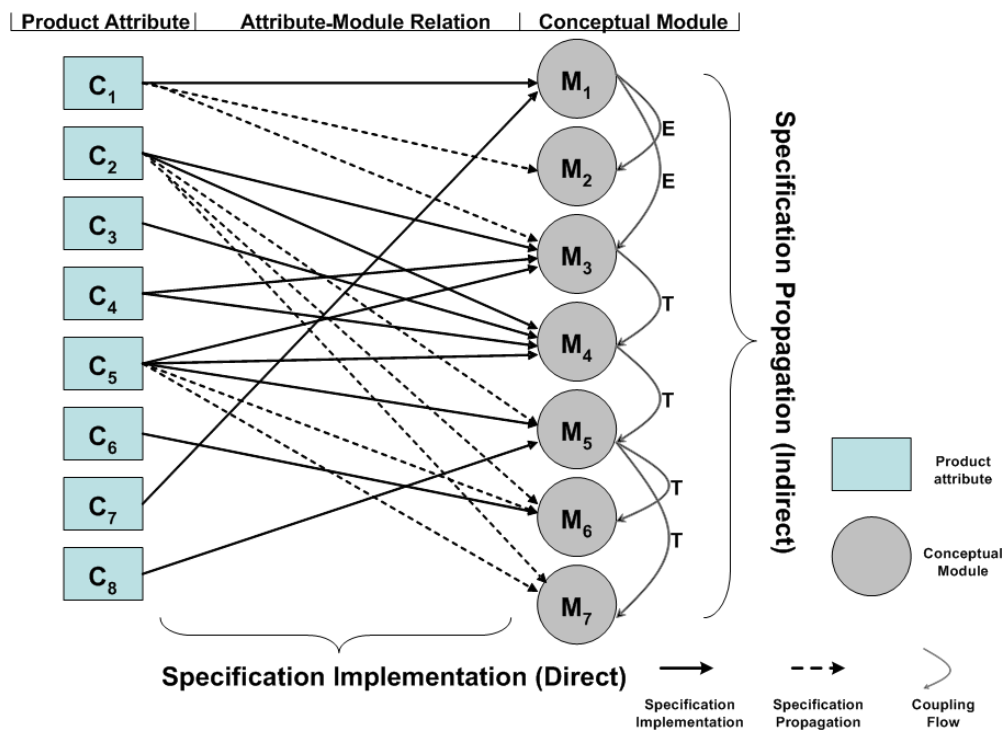 Product Attribute Attribute-Module Relation Conceptual Module
C1
C2
C3
C4
C5
C6
C7
C8
M1
M2
M3
M4
M5
M6
M7
E
E
T
T
T
T
Specification Propagation (Indirect)
Product
attribute
Conceptual
Module
Specification Implementation (Direct)
Specification
Implementation
Specification
Propagation
Coupling
Flow